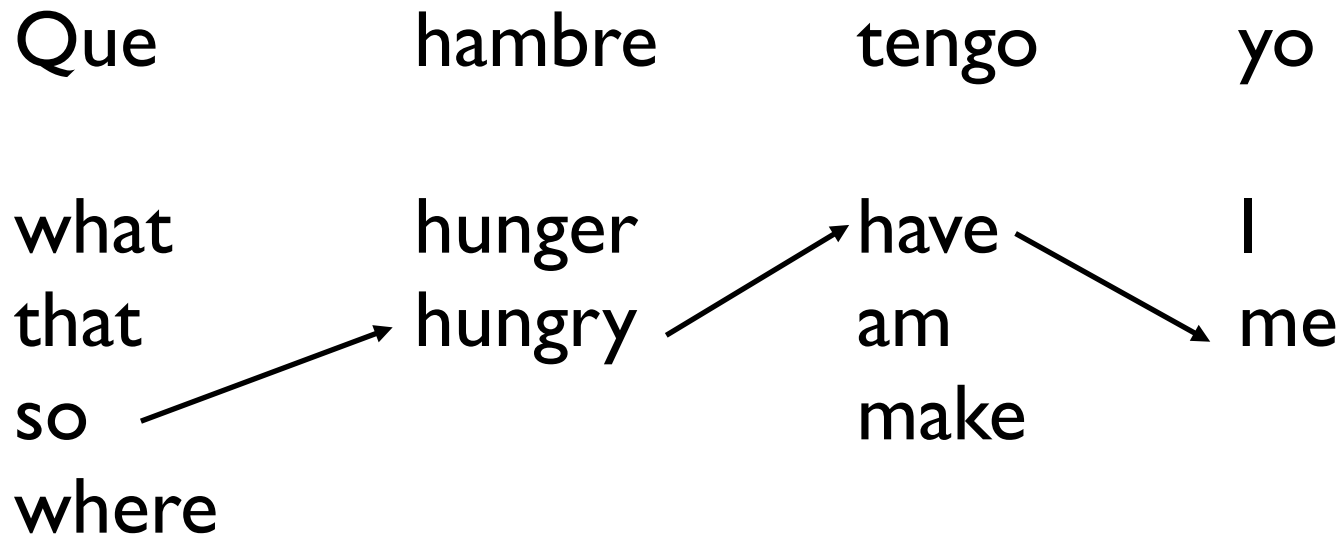 Que hambre tengo yo
what hunger have I
that hungry am me
so make
where